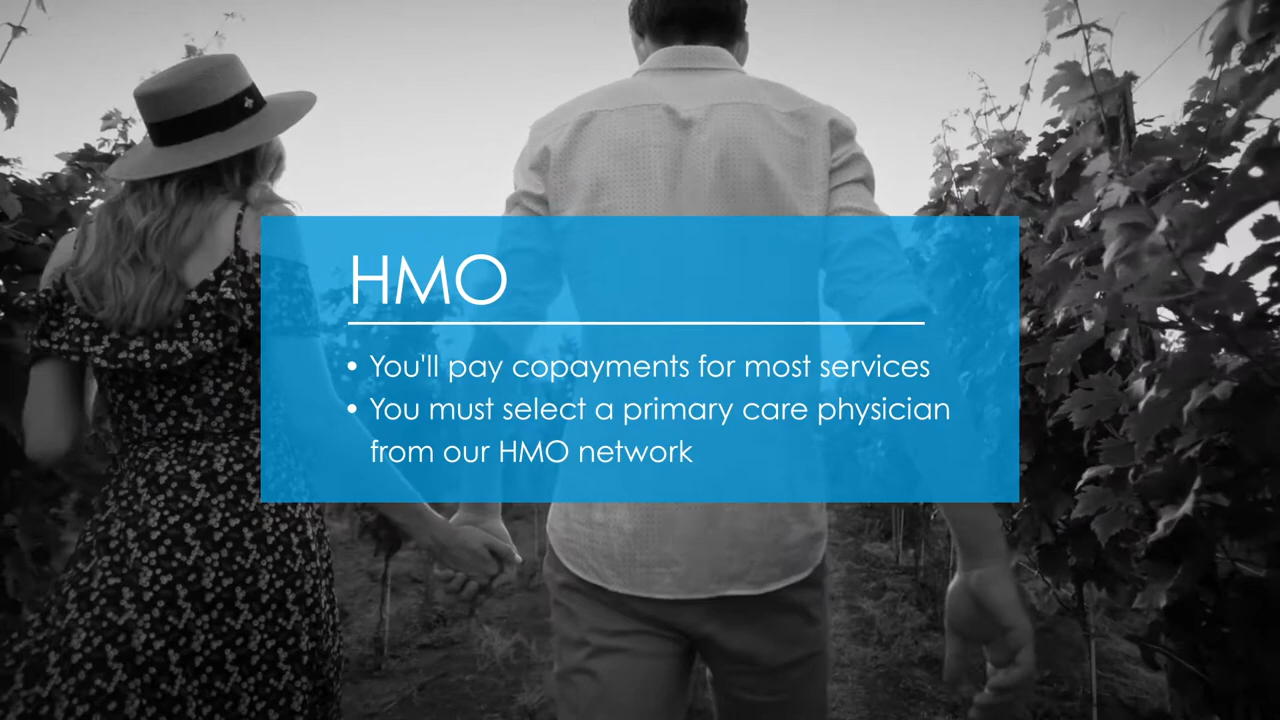 HMO
• You'll pay copayments for most services
• You must select a primary care physician
from our HMO network